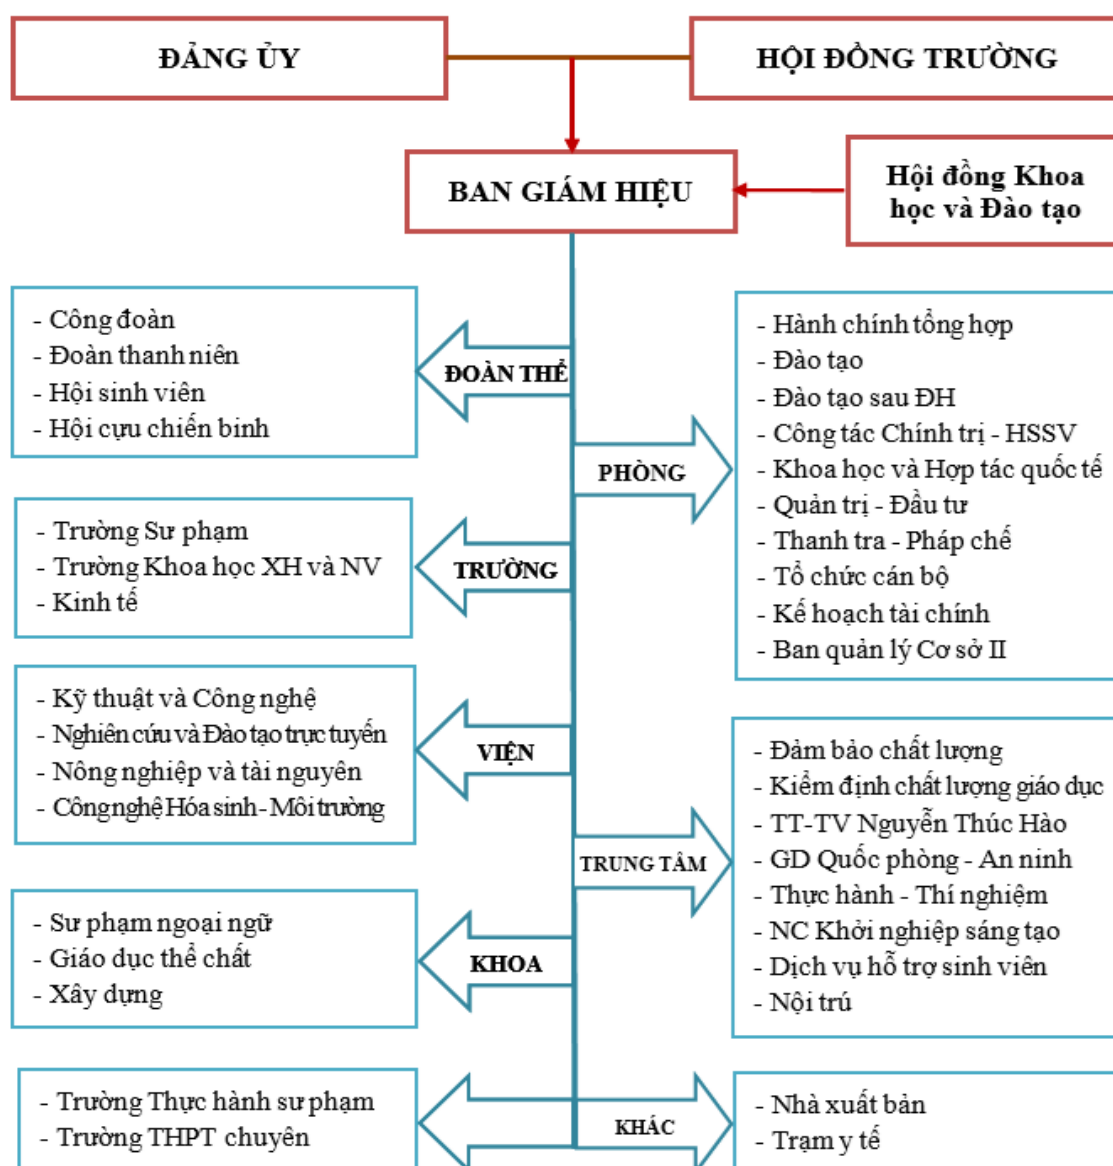 ĐẢNG ỦY
HỘI ĐỒNG TRƯỜNG
BAN GIÁM HIỆU
Hội đồng Khoa
học và Đào tạo
- Công đoàn
- Đoàn thanh niên
- Hội sinh viên
- Hội cựu chiến binh
ĐOÀN THỂ
- Hành chính tổng hợp
- Đào tạo
- Đào tạo sau ĐH
- Công tác Chính trị - HSSV
- Khoa học và Hợp tác quốc tế
- Quản trị - Đầu tư
- Thanh tra - Pháp chế
- Tổ chức cán bộ
- Kế hoạch tài chính
- Ban quản lý Cơ sở II
PHÒNG
- Trường Sư phạm
- Trường Khoa học XH và NV
- Kinh tế
TRƯỜNG
- Kỹ thuật và Công nghệ
- Nghiên cứu và Đào tạo trực tuyến
- Nông nghiệp và tài nguyên
- Công nghệ Hóa sinh - Môi trường
VIỆN
- Đảm bảo chất lượng
- Kiểm định chất lượng giáo dục
- TT-TV Nguyễn Thúc Hào
- GD Quốc phòng - An ninh
- Thực hành - Thí nghiệm
- NC Khởi nghiệp sáng tạo
- Dịch vụ hỗ trợ sinh viên
- Nội trú
TRUNG TÂM
- Sư phạm ngoại ngữ
- Giáo dục thể chất
- Xây dựng
KHOA
- Trường Thực hành sư phạm
- Trường THPT chuyên
KHÁC
- Nhà xuất bản
- Trạm y tế